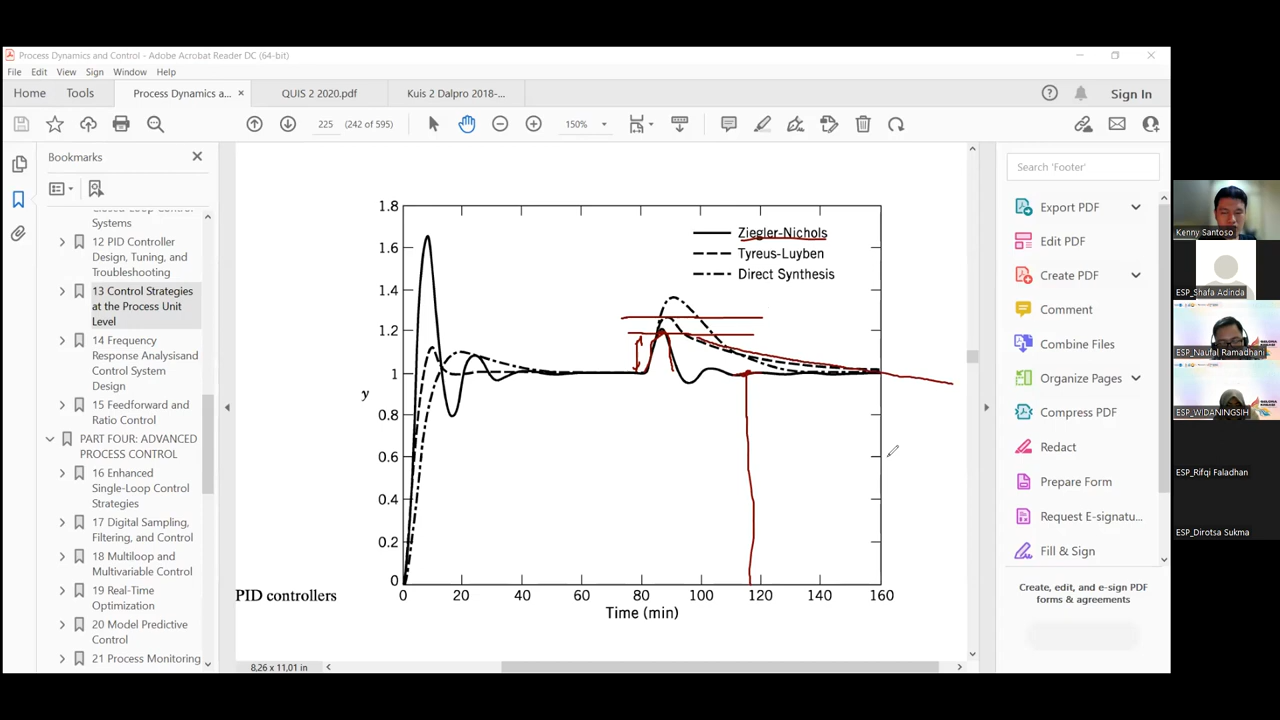 Process Dynamics and Control - Adobe Acrobat Reader DC (64-bit)
File Edit View Sign Window Help
Home Tools Process Dynamics a... × QUIS 2 2020.pdf Kuis 2 Dalpro 2018-... Sign In
225 (242 of 595) 150%
Bookmarks
Systems
12 PID Controller
Design, Tuning, and
Troubleshooting
13 Control Strategies
at the Process Unit
Level
14 Frequency
Response Analysisand
Control System
Design
15 Feedforward and
Ratio Control
PART FOUR: ADVANCED
PROCESS CONTROL
16 Enhanced
Single-Loop Control
Strategies
17 Digital Sampling,
Filtering, and Control
18 Multiloop and
Multivariable Control
19 Real-Time
Optimization
20 Model Predictive
Control
21 Process Monitoring
1.8
1.6
1.4
1.2
1
0.8
0.6
0.4
0.2
0
y
Ziegler-Nichols
Tyreus-Luyben
Direct Synthesis
0 20 40 60 80 100 120 140 160
Time (min)
PID controllers
8,26 x 11,01 in
Search 'Footer'
Export PDF
Edit PDF
Create PDF
Comment
Combine Files
Organize Pages
Compress PDF
Redact
Prepare Form
Request E-signatu...
Fill & Sign
Create, edit, and e-sign PDF
forms & agreements
Kenny Santoso
ESP_Shafa Adinda
ESP_Naufal Ramadhani
ESP_WIDANINGSIH
ESP_Rifqi Faladhan
ESP_Dirotsa Sukma